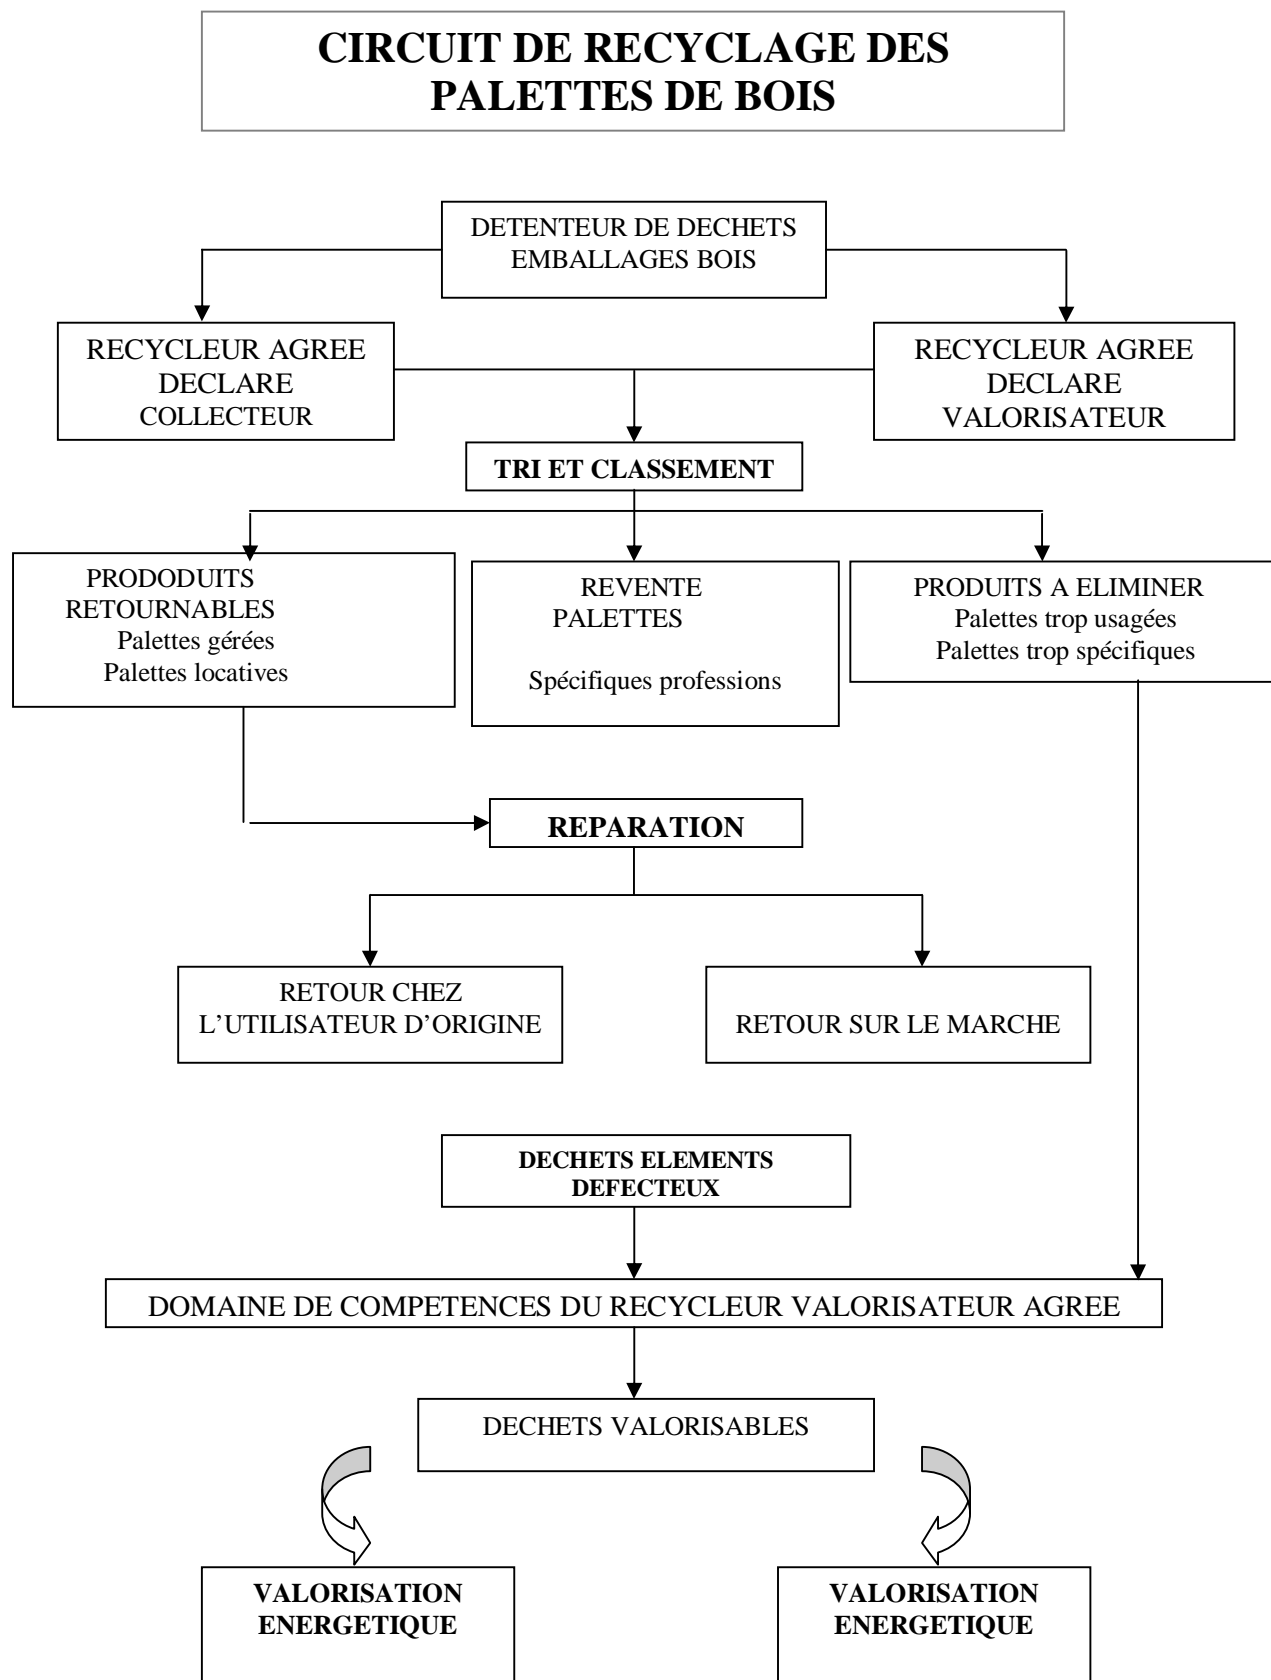 CIRCUIT DE RECYCLAGE DES
PALETTES DE BOIS
DETENTEUR DE DECHETS
EMBALLAGES BOIS
RECYCLEUR AGREE
DECLARE
COLLECTEUR
RECYCLEUR AGREE
DECLARE
VALORISATEUR
TRI ET CLASSEMENT
PRODODUITS
RETOURNABLES
Palettes gérées
Palettes locatives
REVENTE
PALETTES
Spécifiques professions
PRODUITS A ELIMINER
Palettes trop usagées
Palettes trop spécifiques
REPARATION
RETOUR CHEZ
L’UTILISATEUR D’ORIGINE
RETOUR SUR LE MARCHE
DECHETS ELEMENTS
DEFECTEUX
DOMAINE DE COMPETENCES DU RECYCLEUR VALORISATEUR AGREE
DECHETS VALORISABLES
VALORISATION
ENERGETIQUE
VALORISATION
ENERGETIQUE